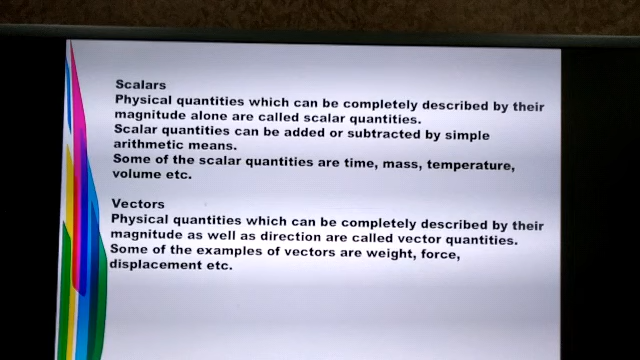 Scalars
Physical quantities which can be completely described by their
magnitude alone are called scalar quantities.
Scalar quantities can be added or subtracted by simple
arithmetic means.
Some of the scalar quantities are time, mass, temperature,
volume etc.
Vectors
Physical quantities which can be completely described by their
magnitude as well as direction are called vector quantities.
Some of the examples of vectors are weight, force,
displacement etc.